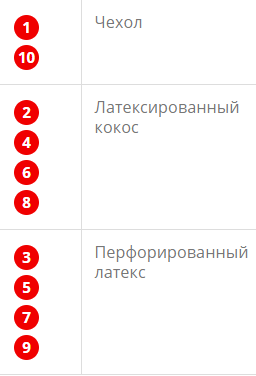 1 Чехол
10
2 Латексированный
4 кокос
6
8
3 Перфорированный
5 латекс
7
9